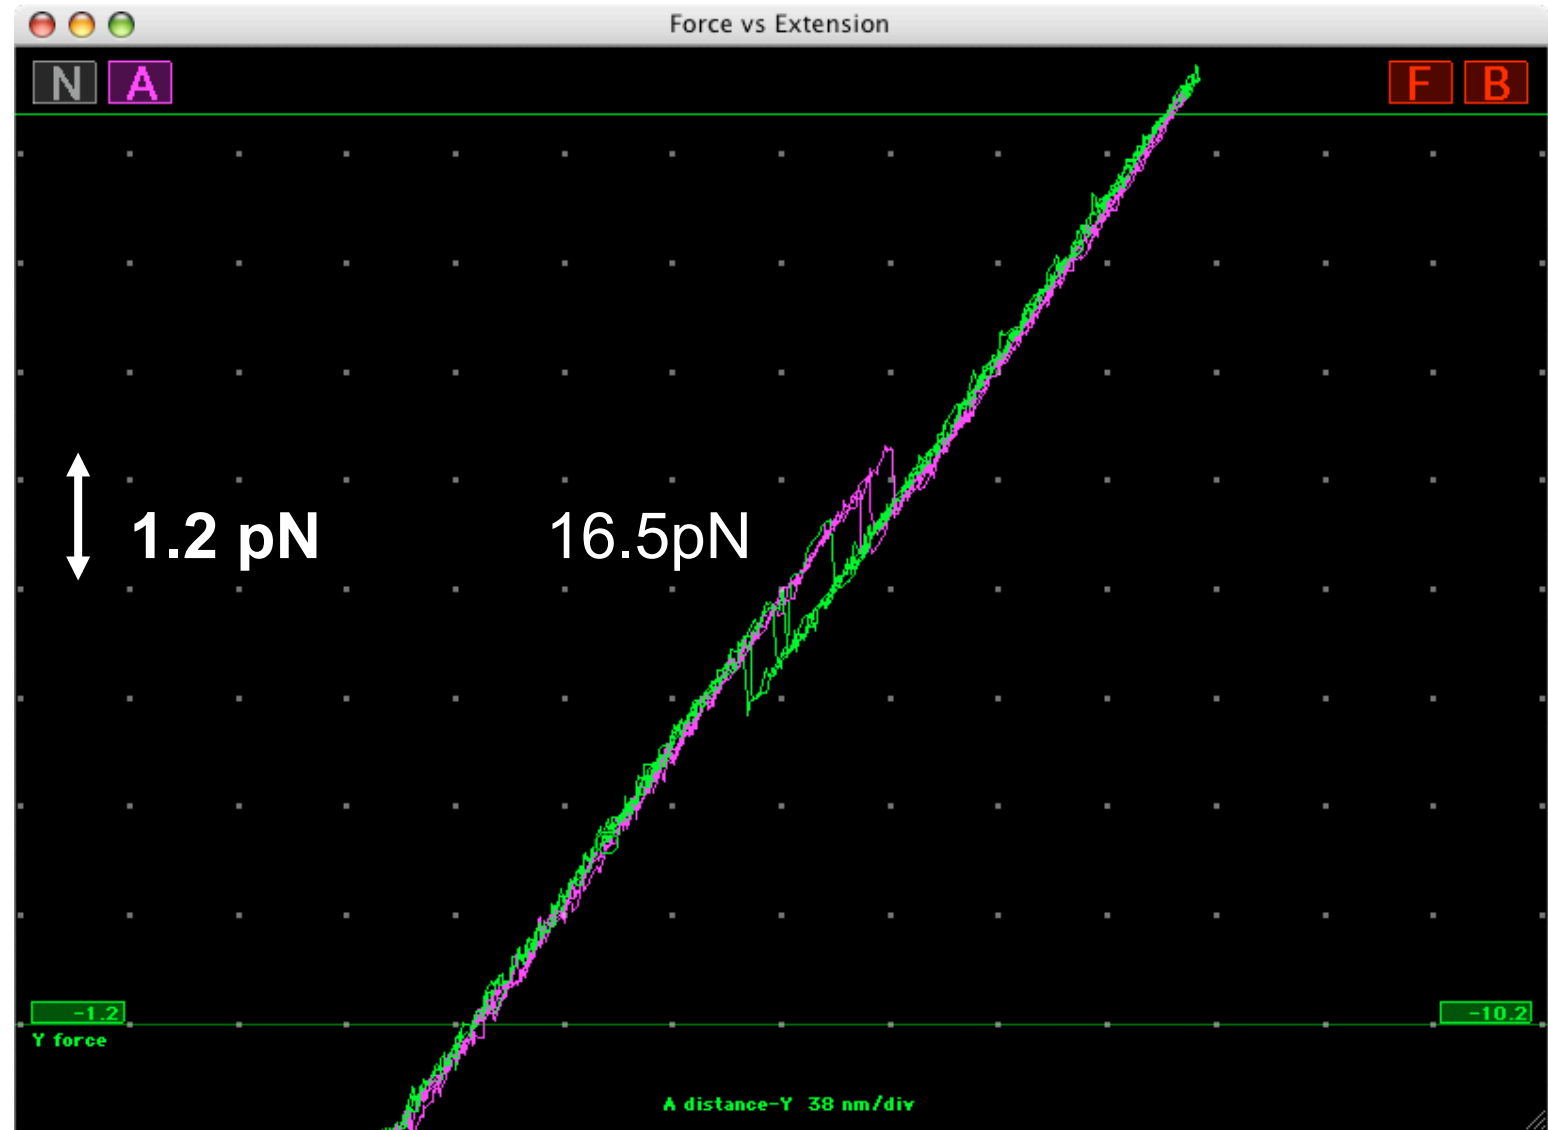 Force vs Extension
N A F B
1.2 pN 16.5pN
-1.2 -10.2
Y force
A distance-Y 38 nm/div